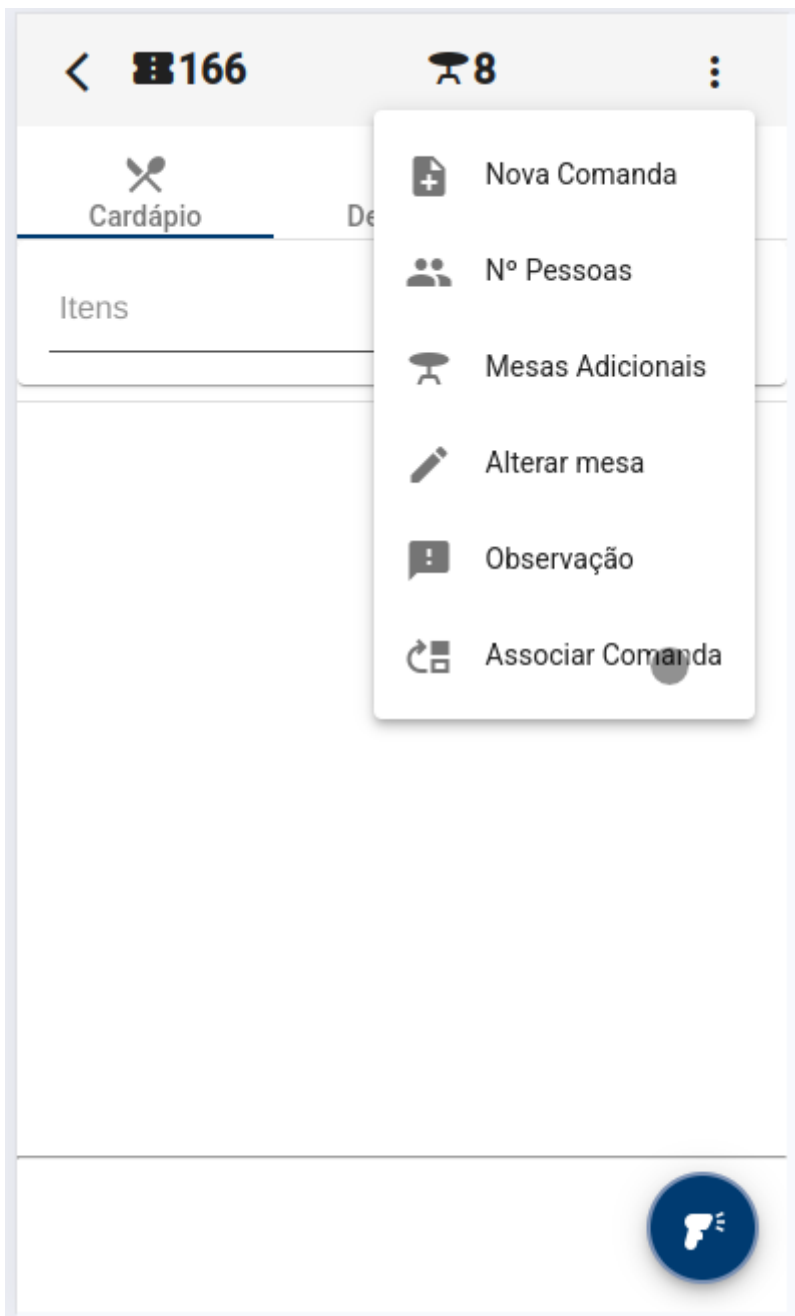 166 8
Nova Comanda
Cardápio De
Nº Pessoas
Itens
Mesas Adicionais
Alterar mesa
Observação
Associar Comanda